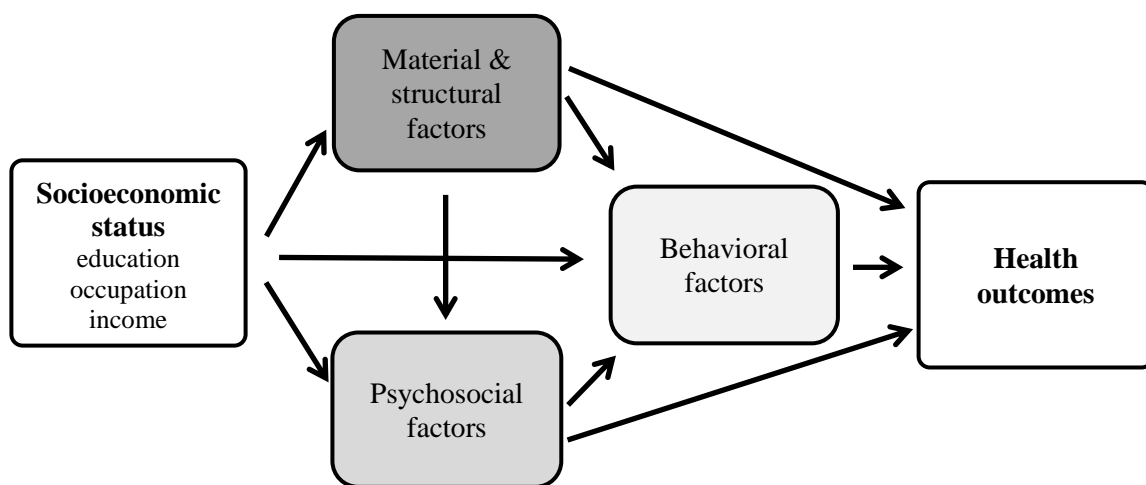 Material &
structural
factors
Socioeconomic
status
education
occupation
income
Behavioral
factors
Health
outcomes
Psychosocial
factors